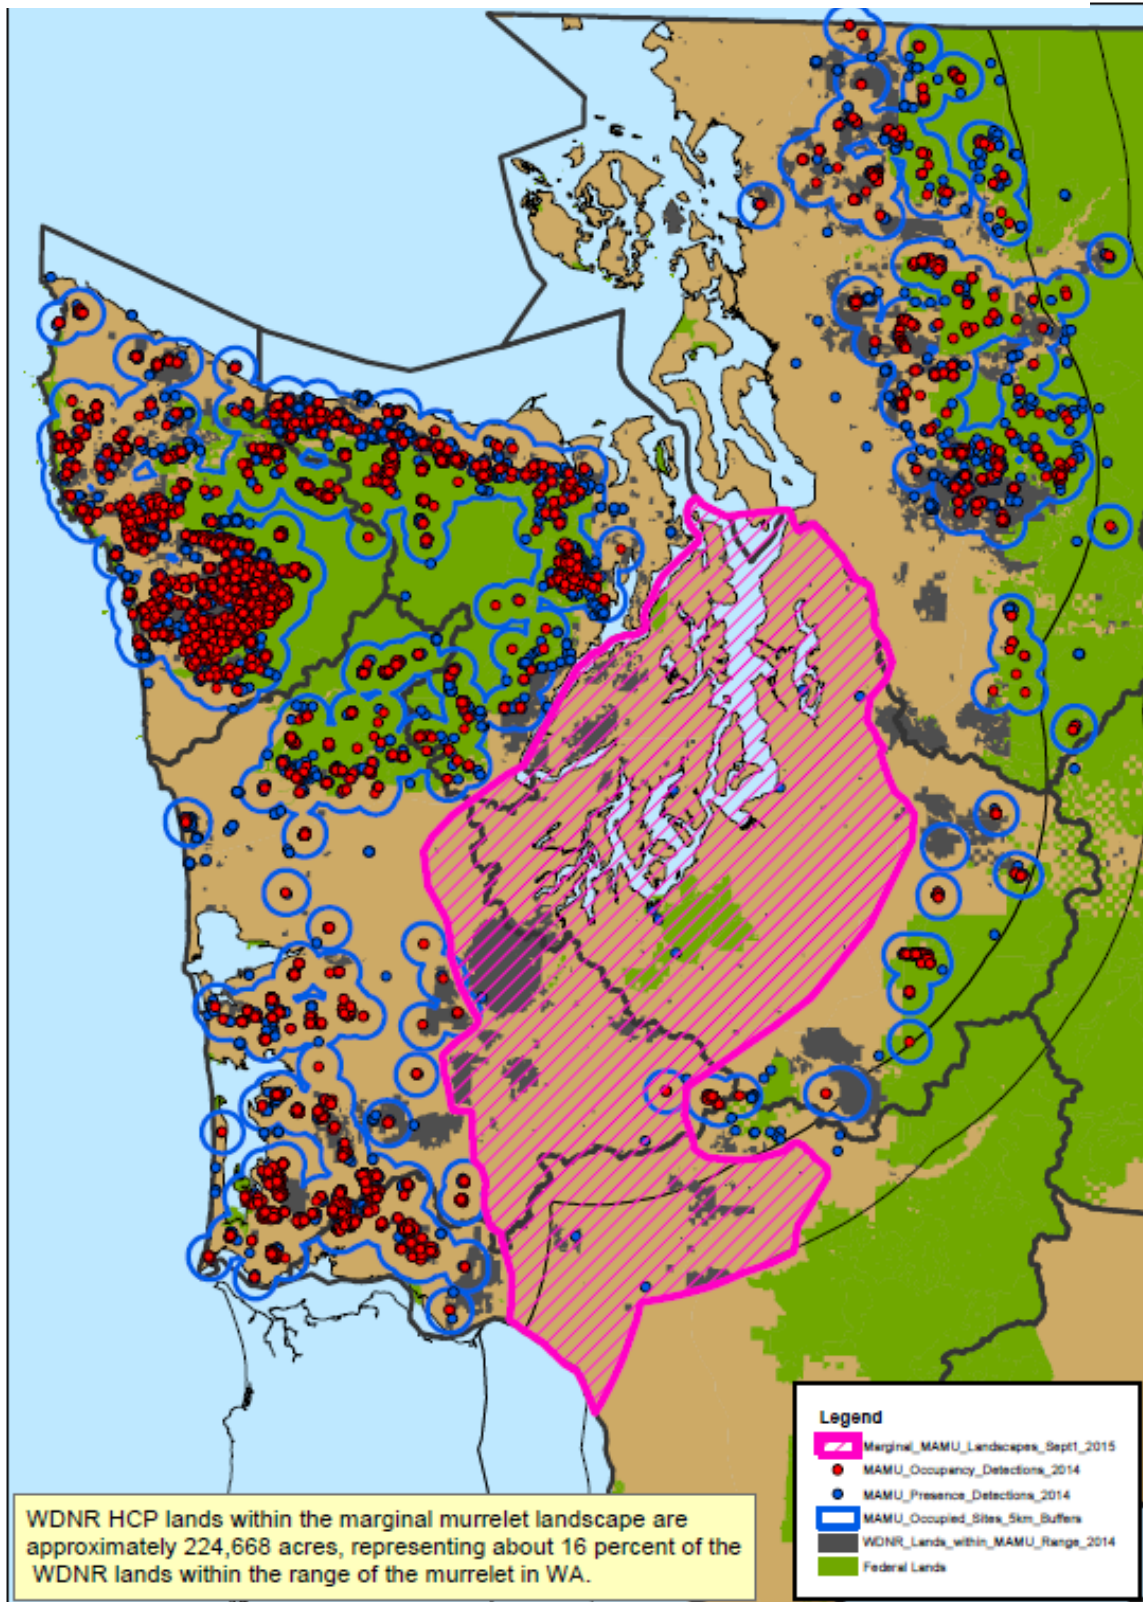 Legend
Marginal_MAMU_Landscapes_Sept1_2015
MAMU_Occupancy_Detections_2014
MAMU_Presence_Detections_2014
MAMU_Occupied_Sites_5km_Buffers
WDNR_Lands_within_MAMU_Range_2014
Federal Lands
WDNR HCP lands within the marginal murrelet landscape are
approximately 224,668 acres, representing about 16 percent of the
WDNR lands within the range of the murrelet in WA.